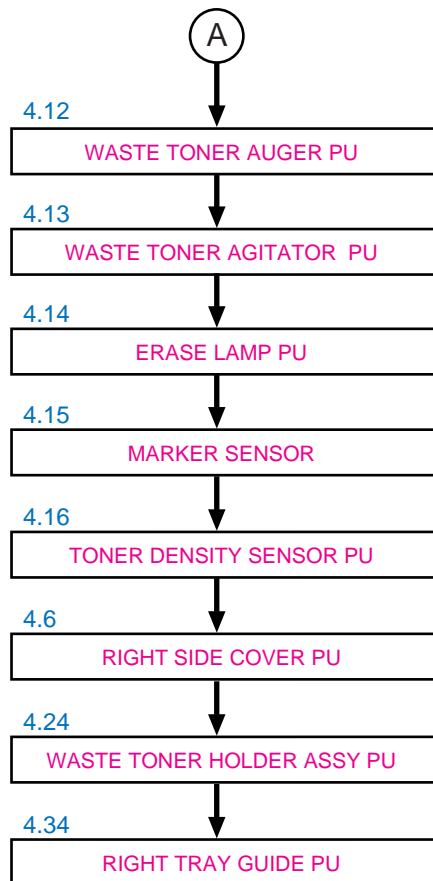 A
4.12
WASTE TONER AUGER PU
4.13
WASTE TONER AGITATOR PU
4.14
ERASE LAMP PU
4.15
MARKER SENSOR
4.16
TONER DENSITY SENSOR PU
4.6
RIGHT SIDE COVER PU
4.24
WASTE TONER HOLDER ASSY PU
4.34
RIGHT TRAY GUIDE PU